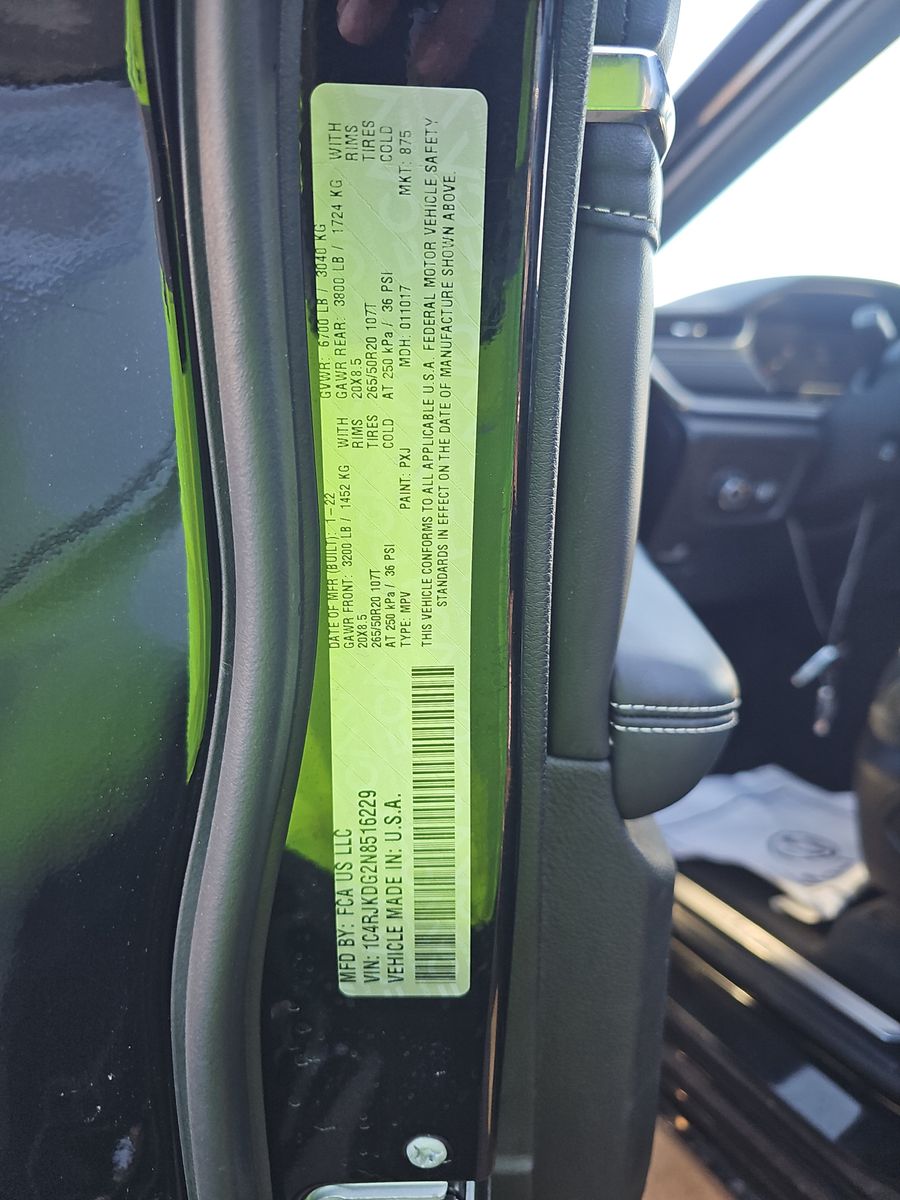 MFD BY: FCA US LLC
VIN: 1C4RJKDG2N8516229
VEHICLE MADE IN: U.S.A.
DATE OF MFR (BUILT): 1-22 GVWR: 6700 LB / 3040 KG
GAWR FRONT: 3200 LB / 1452 KG WITH GAWR REAR: 3800 LB / 1724 KG WITH
20X8.5 RIMS 20X8.5 RIMS
265/50R20 107T TIRES 265/50R20 107T TIRES
AT 250 kPa / 36 PSI COLD AT 250 kPa / 36 PSI COLD
TYPE: MPV PAINT: PXJ MDH: 011017 MKT: 875
THIS VEHICLE CONFORMS TO ALL APPLICABLE U.S.A. FEDERAL MOTOR VEHICLE SAFETY
STANDARDS IN EFFECT ON THE DATE OF MANUFACTURE SHOWN ABOVE.